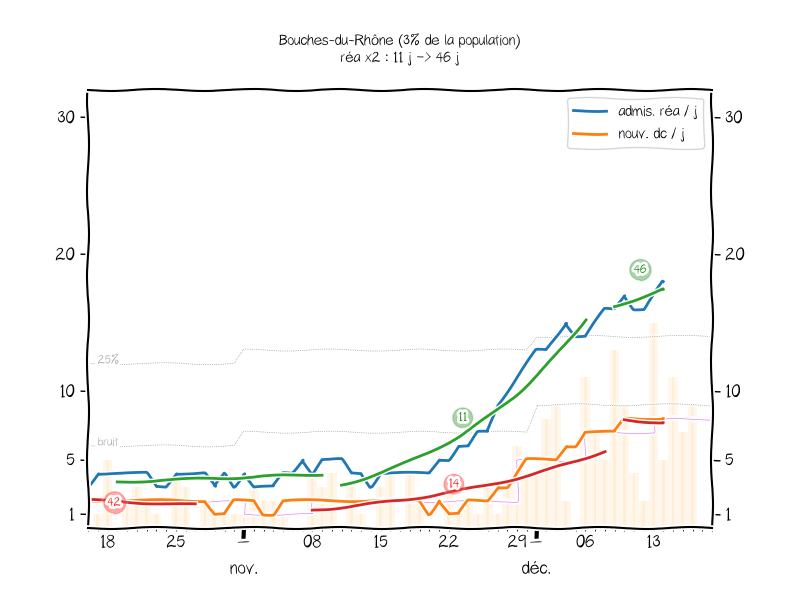 Bouches-du-Rhône (3% de la population)
réa x2 : 11 j -> 46 j
admis. réa / j
nouv. dc / j
30
30
20
20
10
10
5
5
1
1
25%
bruit
46
11
14
42
18 25 08 15 22 29 06 13
nov. déc.